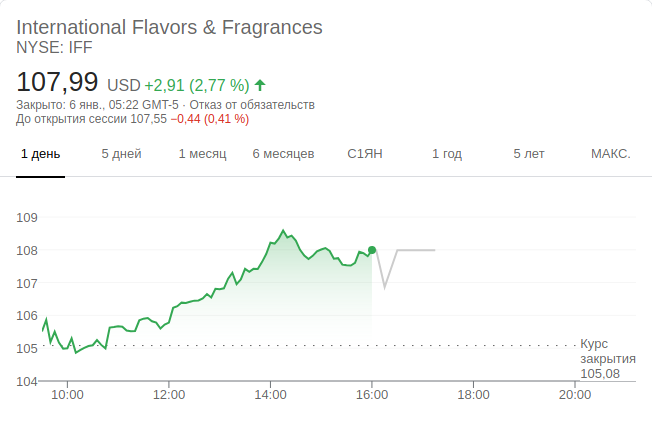 International Flavors & Fragrances
NYSE: IFF
107,99 USD +2,91 (2,77 %)
Закрыто: 6 янв., 05:22 GMT-5 · Отказ от обязательств
До открытия сессии 107,55 −0,44 (0,41 %)
1 день 5 дней 1 месяц 6 месяцев С1ЯН 1 год 5 лет МАКС.
109
108
107
106
105
104
Курс
закрытия
105,08
10:00 12:00 14:00 16:00 18:00 20:00